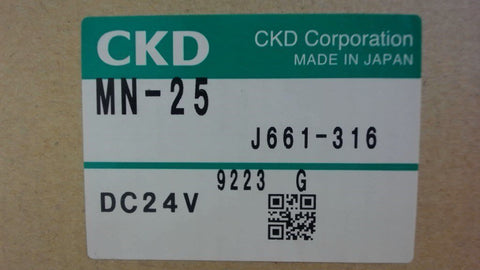 CKD
CKD Corporation
MADE IN JAPAN
MN-25
J661-316
9223 G
DC24V